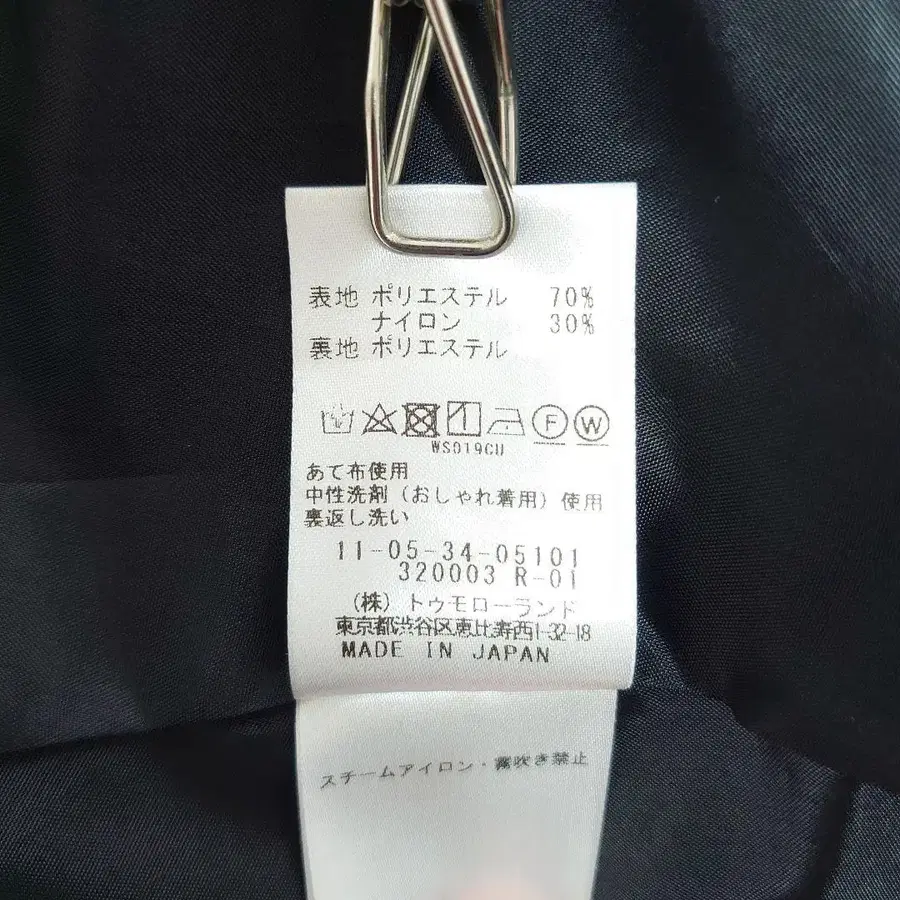 表地 ポリエステル 70%
ナイロン 30%
裏地 ポリエステル
F W
WS019CU
あて布使用
中性洗剤（おしゃれ着用）使用
裏返し洗い
11-05-34-05101
320003 R-01
（株）トゥモローランド
東京都渋谷区恵比寿西1-32-18
MADE IN JAPAN
スチームアイロン・霧吹き禁止